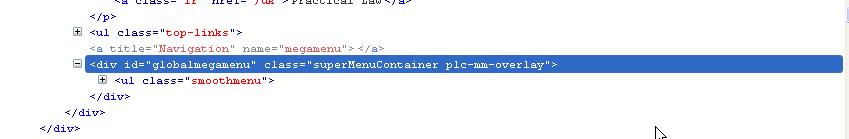 <a class="lf" href="/uk">Practical Law</a>
</p>
<ul class="top-links">
<a title="Navigation" name="megamenu"></a>
<div id="globalmegamenu" class="superMenuContainer plc-mm-overlay">
<ul class="smoothmenu">
</div>
</div>
</div>